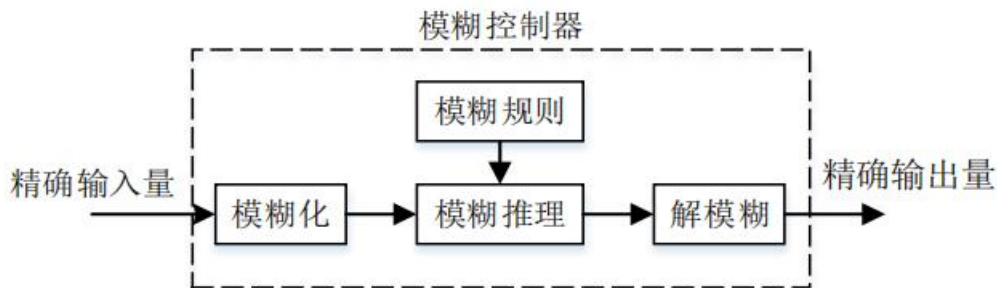 模糊控制器
模糊规则
精确输入量
精确输出量
模糊化
模糊推理
解模糊